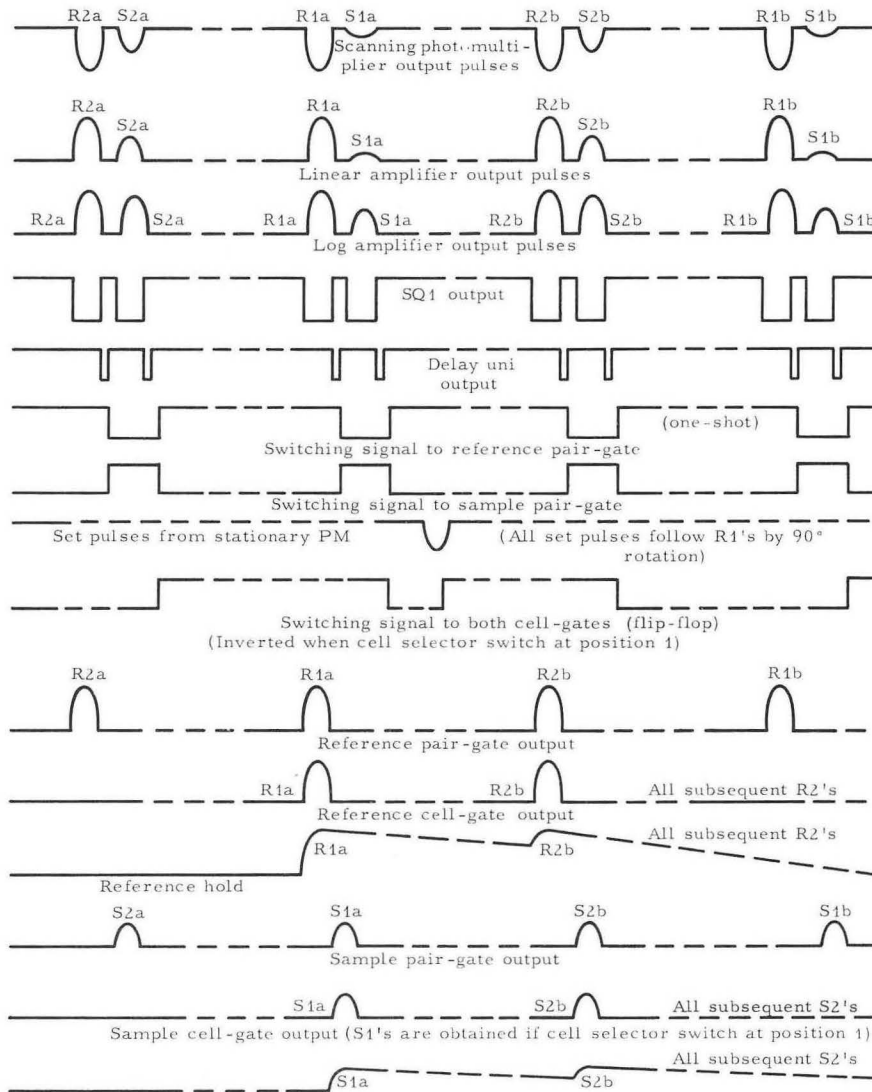 R2a S2a R1a S1a R2b S2b R1b S1b
Scanning photomulti-
plier output pulses
R2a S2a R1a S1a R2b S2b R1b S1b
Linear amplifier output pulses
R2a S2a R1a S1a R2b S2b R1b S1b
Log amplifier output pulses
SQ1 output
Delay uni
output
(one-shot)
Switching signal to reference pair-gate
Switching signal to sample pair-gate
Set pulses from stationary PM (All set pulses follow R1's by 90°
rotation)
Switching signal to both cell-gates (flip-flop)
(Inverted when cell selector switch at position 1)
R2a R1a R2b R1b
Reference pair-gate output
R1a R2b All subsequent R2's
Reference cell-gate output
All subsequent R2's
R1a R2b
Reference hold
S2a S1a S2b S1b
Sample pair-gate output
S1a S2b All subsequent S2's
Sample cell-gate output (S1's are obtained if cell selector switch at position 1)
All subsequent S2's
S1a S2b